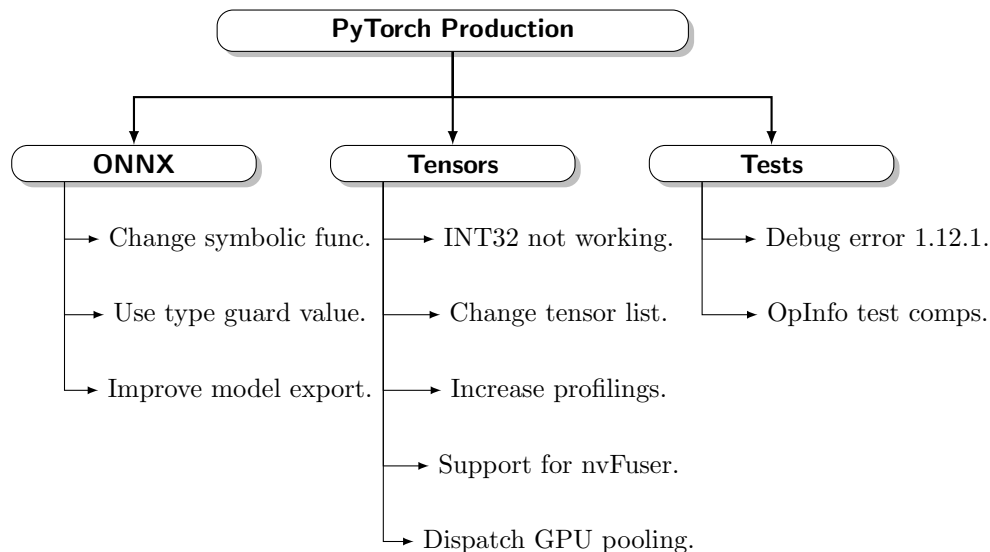 PyTorch Production
ONNX
Change symbolic func.
Use type guard value.
Improve model export.
Tensors
INT32 not working.
Change tensor list.
Increase profilings.
Support for nvFuser.
Dispatch GPU pooling.
Tests
Debug error 1.12.1.
OpInfo test comps.